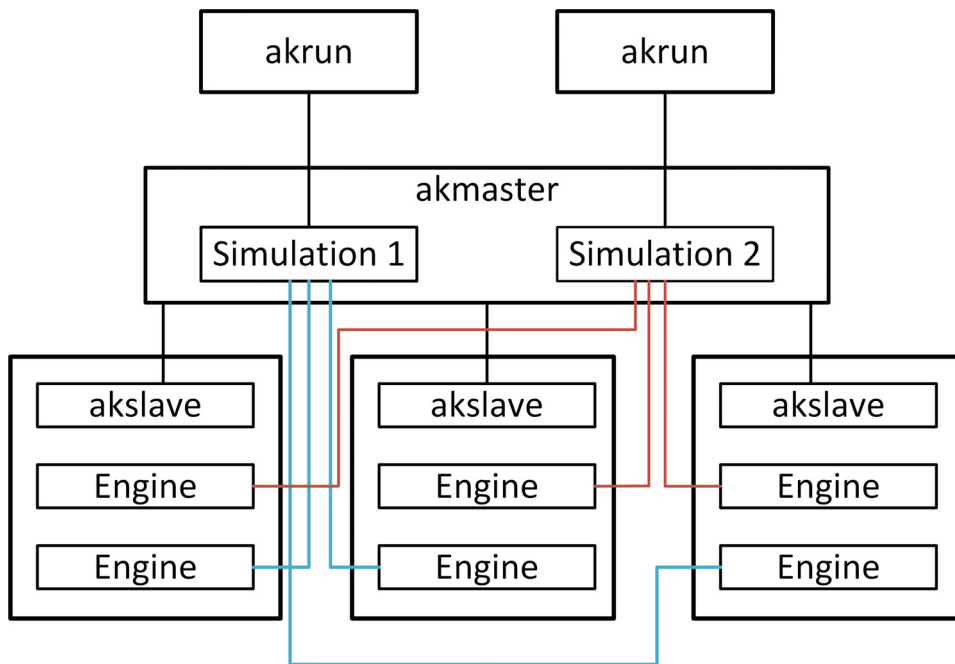 akrun
akrun
akmaster
Simulation 1
Simulation 2
akslave
akslave
akslave
Engine
Engine
Engine
Engine
Engine
Engine